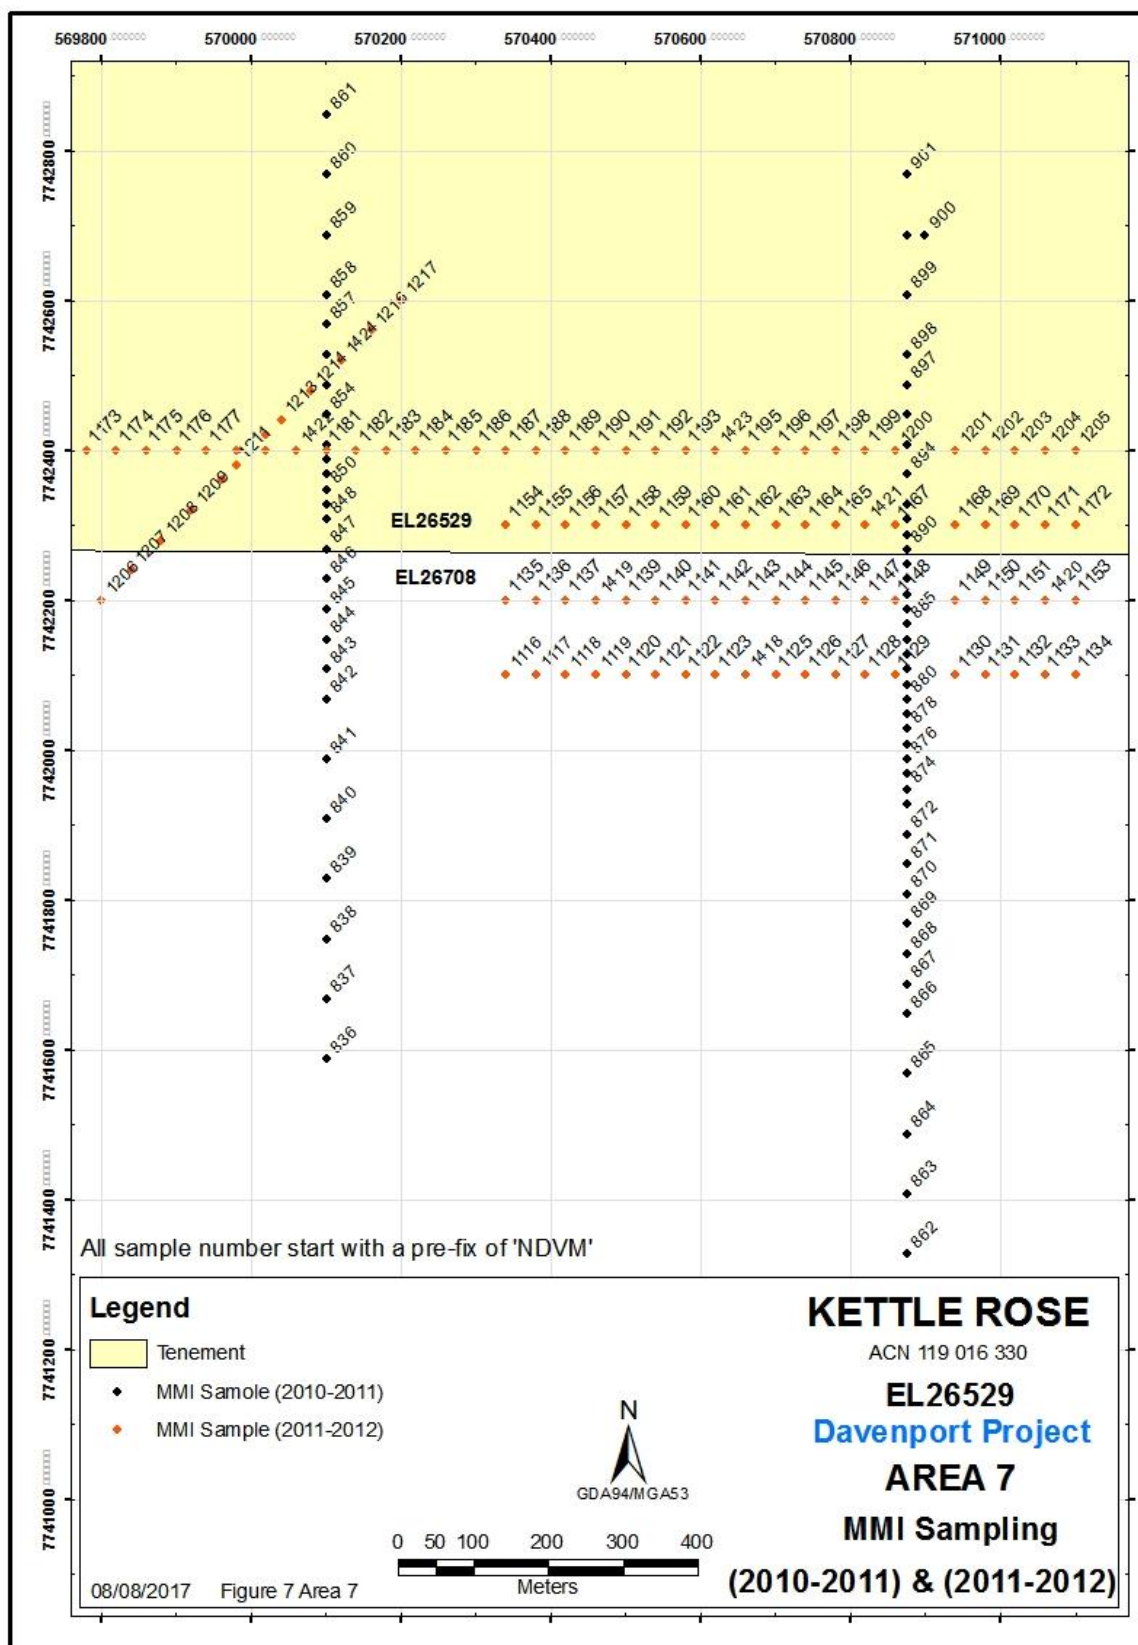 569800 570000 570200 570400 570600 570800 571000
7742800
7742600
7742400
7742200
7742000
7741800
7741600
7741400
7741200
7741000
861
860
859
858
857
854
850
848
847
846
845
844
843
842
841
840
839
838
837
836
901
900
899
898
897
894
890
885
880
878
876
874
872
871
870
869
868
867
866
865
864
863
862
1217
1216
1424
1214
1213
1211
1209
1208
1207
1206
1173 1174 1175 1176 1177 1422 1181 1182 1183 1184 1185 1186 1187 1188 1189 1190 1191 1192 1193 1423 1195 1196 1197 1198 1199 1200 1201 1202 1203 1204 1205
1154 1155 1156 1157 1158 1159 1160 1161 1162 1163 1164 1165 1421 1167 1168 1169 1170 1171 1172
EL26529
EL26708
1135 1136 1137 1419 1139 1140 1141 1142 1143 1144 1145 1146 1147 1148 1149 1150 1151 1420 1153
1116 1117 1118 1119 1120 1121 1122 1123 1418 1125 1126 1127 1128 1129 1130 1131 1132 1133 1134
All sample number start with a pre-fix of 'NDVM'
Legend
Tenement
MMI Samole (2010-2011)
MMI Sample (2011-2012)
N
GDA94/MGA53
0 50 100 200 300 400
Meters
08/08/2017 Figure 7 Area 7
KETTLE ROSE
ACN 119 016 330
EL26529
Davenport Project
AREA 7
MMI Sampling
(2010-2011) & (2011-2012)